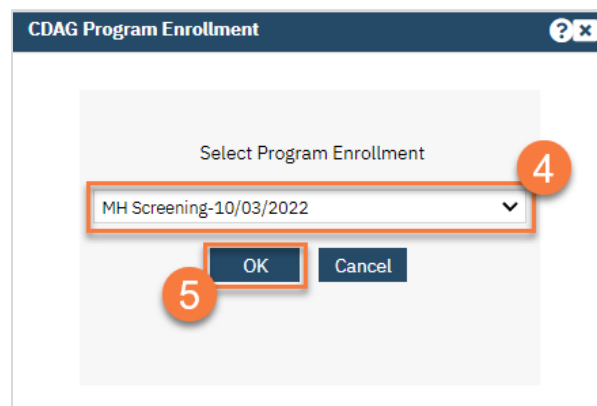 CDAG Program Enrollment ? ×
Select Program Enrollment
4
MH Screening-10/03/2022
OK Cancel
5